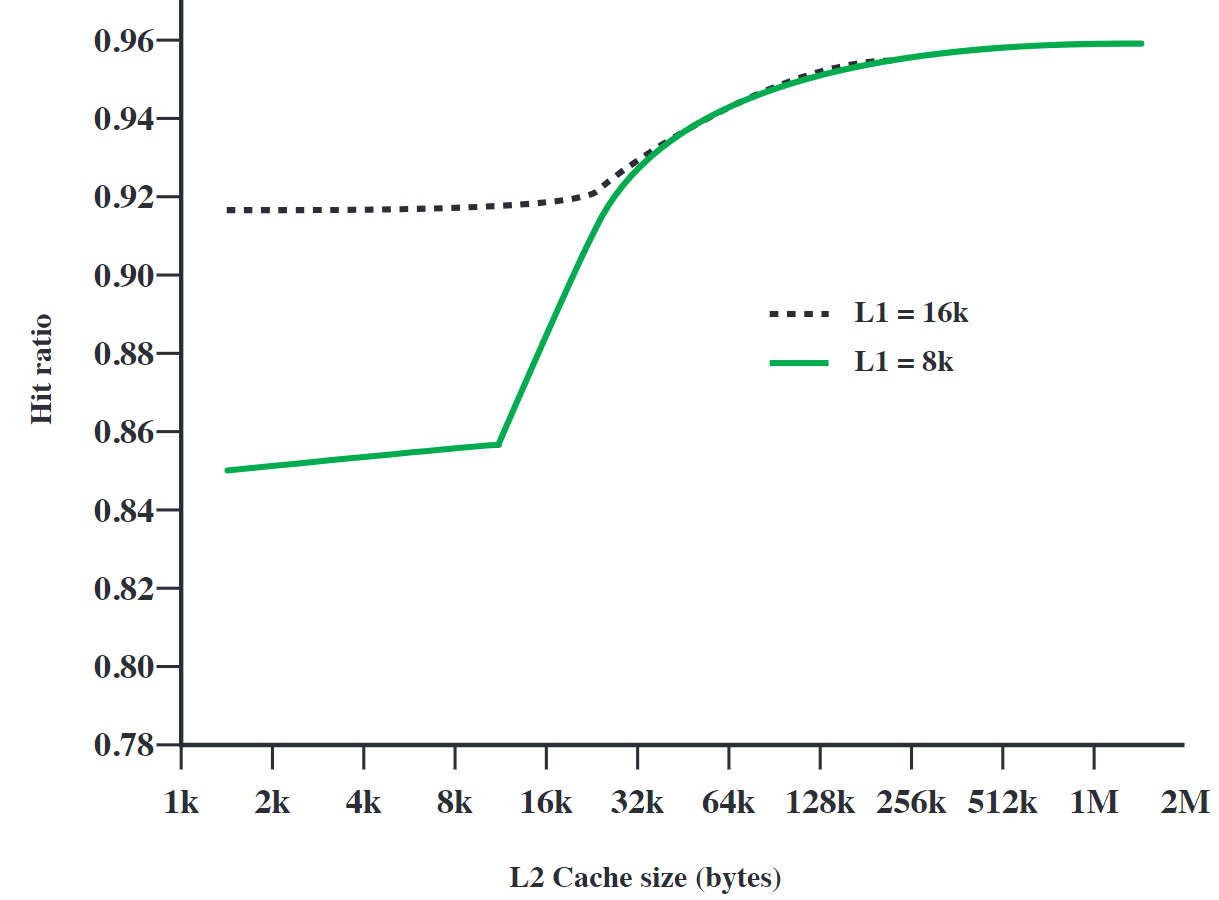 0.96
0.94
0.92
0.90
0.88
0.86
0.84
0.82
0.80
0.78
Hit ratio
L1 = 16k
L1 = 8k
1k 2k 4k 8k 16k 32k 64k 128k 256k 512k 1M 2M
L2 Cache size (bytes)